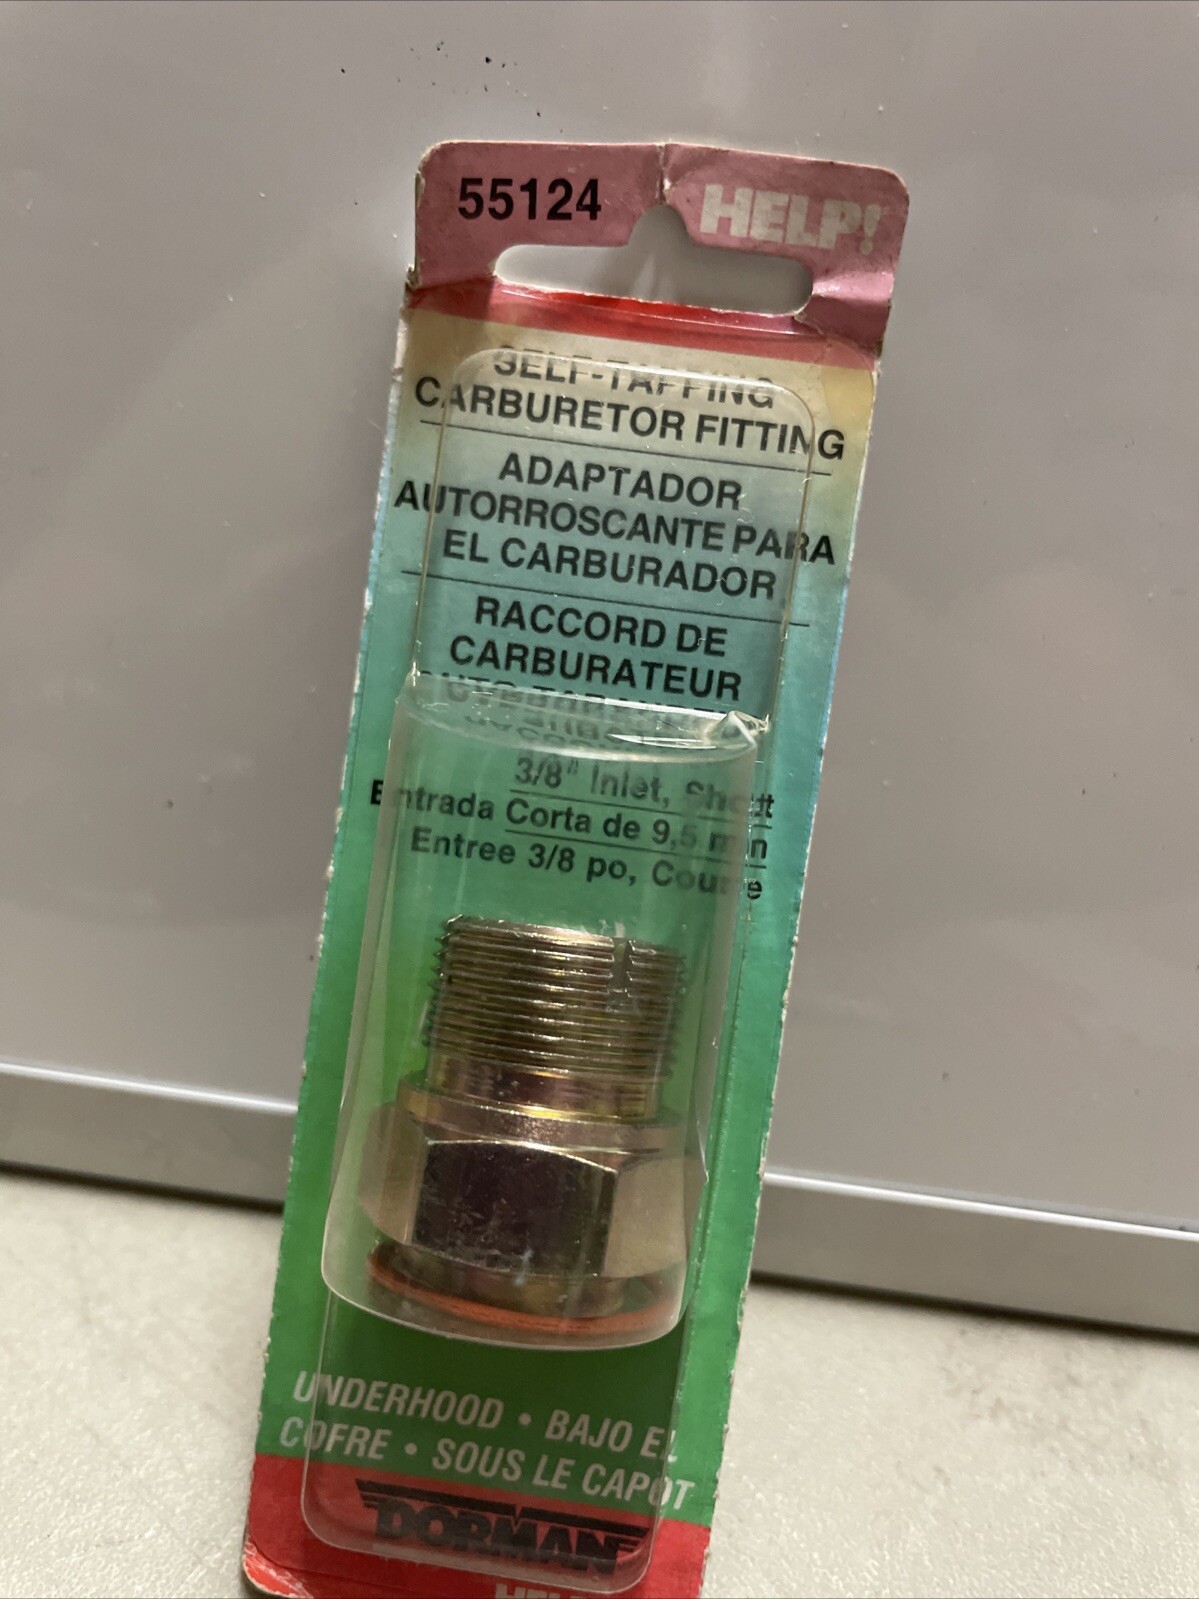 55124 HELP!
SELF-TAPPING
CARBURETOR FITTING
ADAPTADOR
AUTORROSCANTE PARA
EL CARBURADOR
RACCORD DE
CARBURATEUR
3/8" Inlet, Short
Entrada Corta de 9,5 mm
Entree 3/8 po, Courte
UNDERHOOD • BAJO EL
COFRE • SOUS LE CAPOT
DORMAN
HELP!